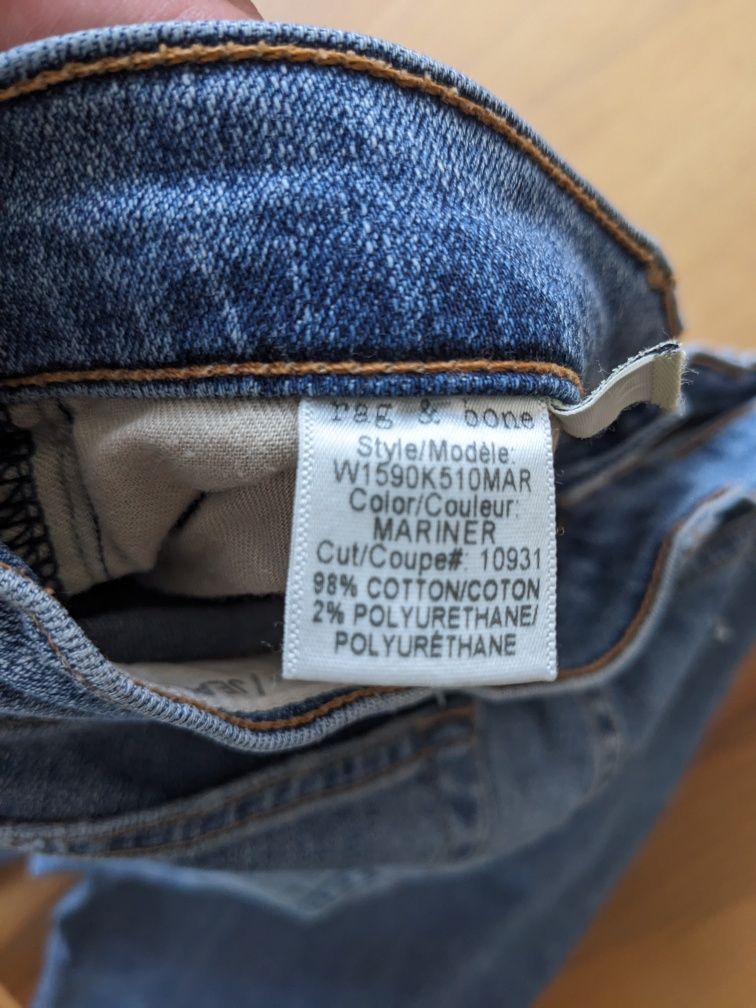 rag & bone
Style/Modèle:
W1590K510MAR
Color/Couleur:
MARINER
Cut/Coupe#: 10931
98% COTTON/COTON
2% POLYURETHANE/
POLYURÉTHANE